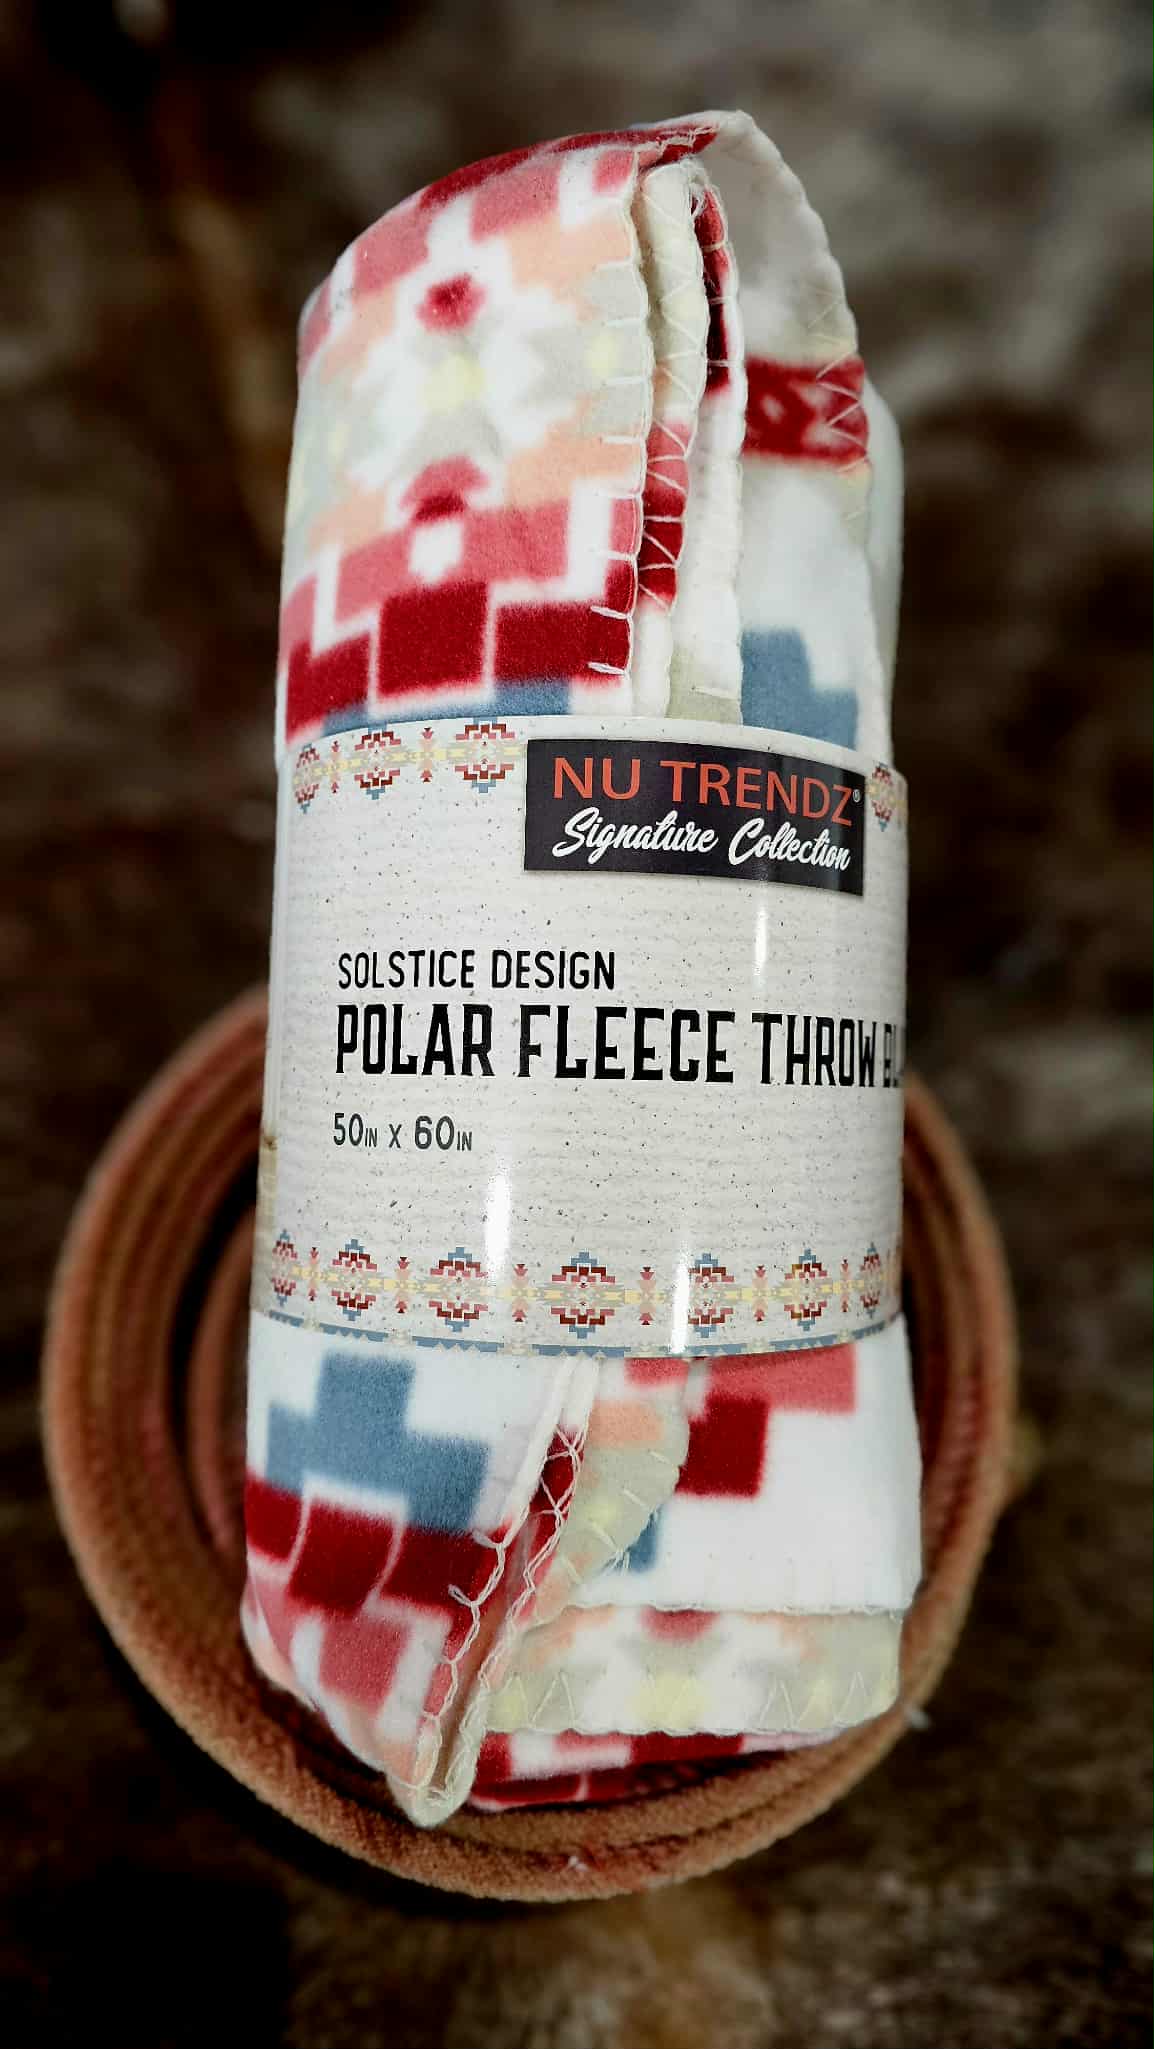 NU TRENDZ®
Signature Collection
SOLSTICE DESIGN
POLAR FLEECE THROW
50IN X 60IN